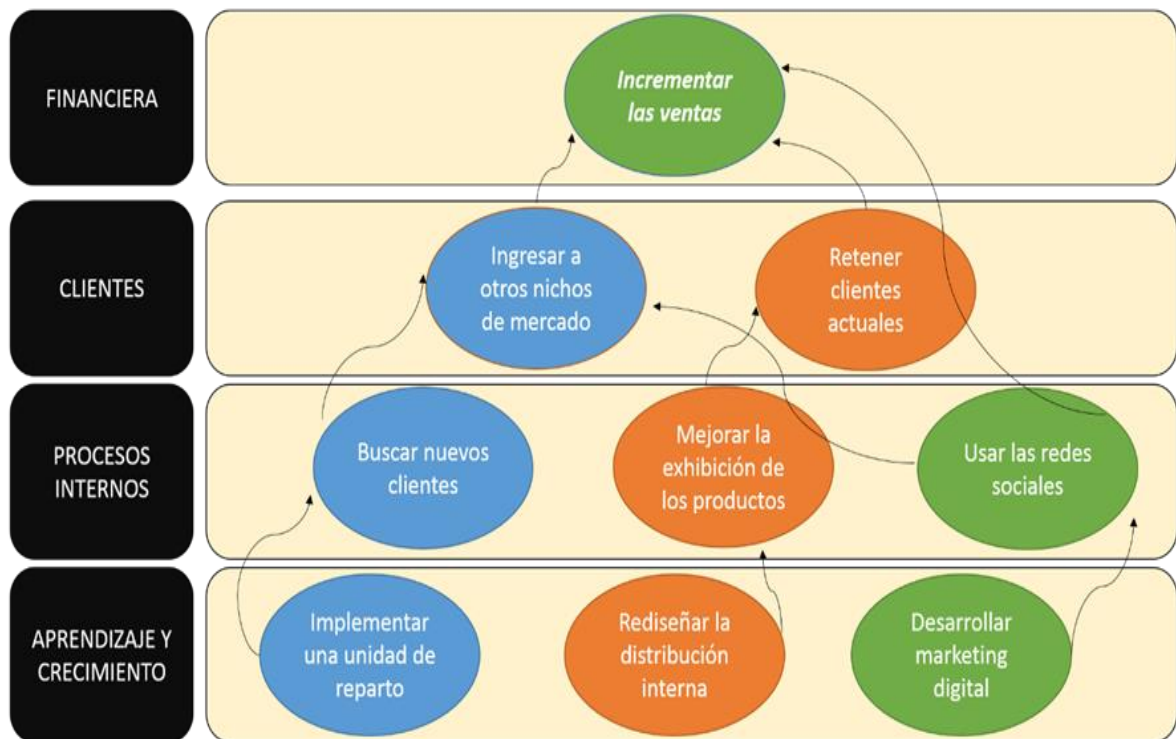 FINANCIERA
Incrementar
las ventas
CLIENTES
Ingresar a
otros nichos
de mercado
Retener
clientes
actuales
PROCESOS
INTERNOS
Buscar nuevos
clientes
Mejorar la
exhibición de
los productos
Usar las redes
sociales
APRENDIZAJE Y
CRECIMIENTO
Implementar
una unidad de
reparto
Rediseñar la
distribución
interna
Desarrollar
marketing
digital